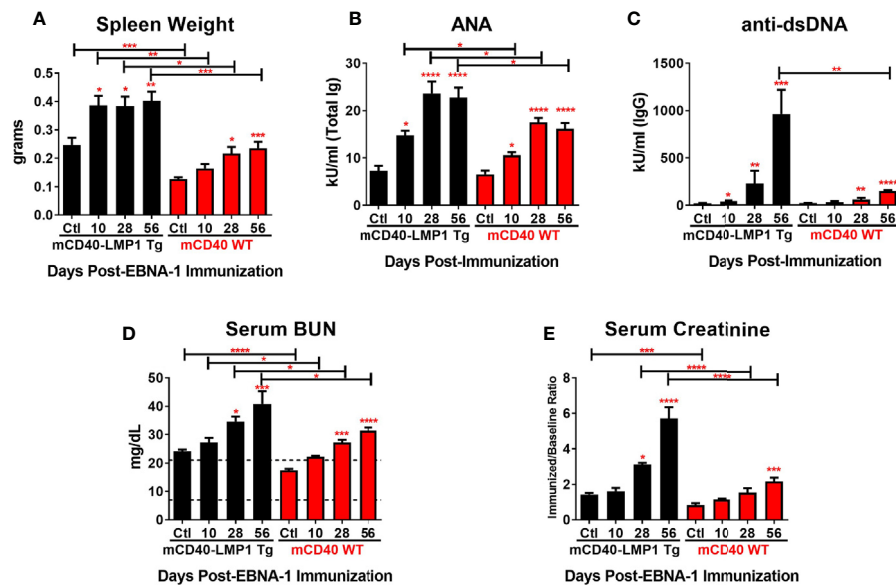 A
Spleen Weight
***
**
*
***
0.5
0.4
0.3
0.2
0.1
0.0
grams
* * ** * ***
Ctl 10 28 56 Ctl 10 28 56
mCD40-LMP1 Tg mCD40 WT
Days Post-EBNA-1 Immunization
B
ANA
*
*
*
40
30
20
10
0
kU/ml (Total Ig)
* **** **** * **** ****
Ctl 10 28 56 Ctl 10 28 56
mCD40-LMP1 Tg mCD40 WT
Days Post-Immunization
C
anti-dsDNA
**
1500
1000
500
0
kU/ml (IgG)
* ** *** ** ****
Ctl 10 28 56 Ctl 10 28 56
mCD40-LMP1 Tg mCD40 WT
Days Post-Immunization
D
Serum BUN
****
*
*
*
50
40
30
20
10
0
mg/dL
* *** *** ****
Ctl 10 28 56 Ctl 10 28 56
mCD40-LMP1 Tg mCD40 WT
Days Post-EBNA-1 Immunization
E
Serum Creatinine
***
****
****
8
6
4
2
0
Immunized/Baseline Ratio
* **** ***
Ctl 10 28 56 Ctl 10 28 56
mCD40-LMP1 Tg mCD40 WT
Days Post-EBNA-1 Immunization